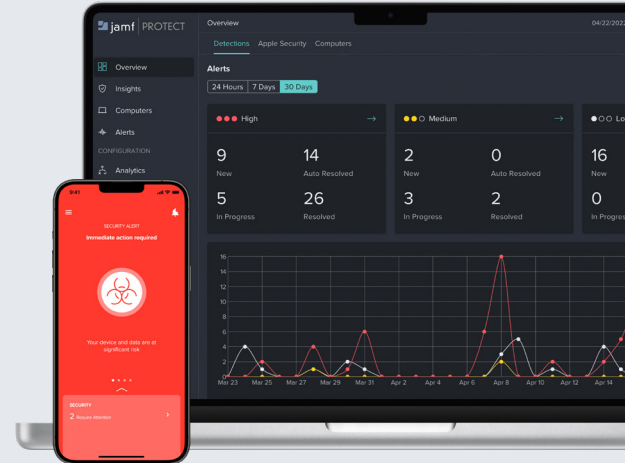 jamf PROTECT
Overview
04/22/2022
Detections Apple Security Computers
Overview
Insights
Computers
Alerts
CONFIGURATION
Analytics
Alerts
24 Hours 7 Days 30 Days
High
9 14
New Auto Resolved
5 26
In Progress Resolved
Medium
2 0
New Auto Resolved
3 2
In Progress Resolved
16
New
0
In Progres
16
14
12
10
8
6
4
2
0
Mar 23 Mar 25 Mar 27 Mar 29 Mar 31 Apr 2 Apr 4 Apr 6 Apr 8 Apr 10 Apr 12 Apr 14
9:41
SECURITY ALERT
Immediate action required
Your device and data are at
significant risk
SECURITY
2 Require Attention